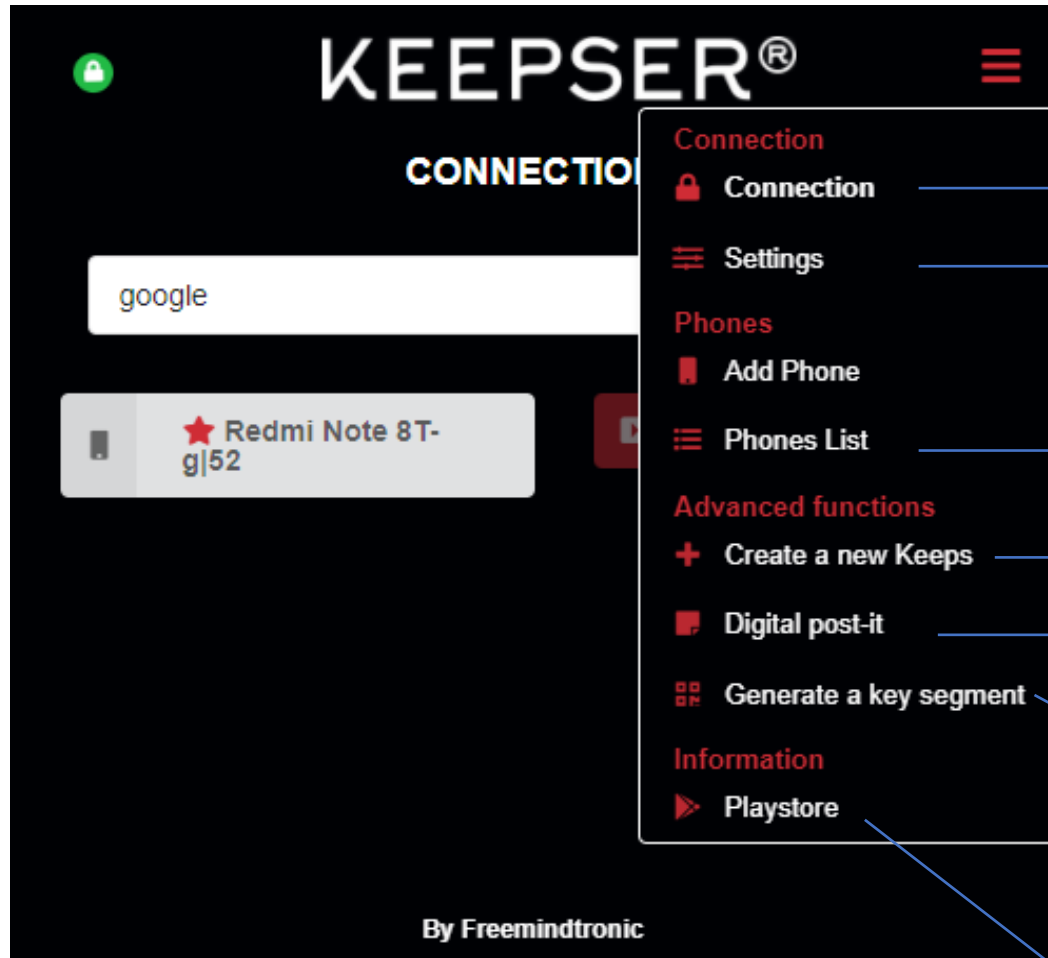 KEEPSER®
CONNECTIO
google
★ Redmi Note 8T-
g|52
Connection
Connection
Settings
Phones
Add Phone
Phones List
Advanced functions
Create a new Keeps
Digital post-it
Generate a key segment
Information
Playstore
By Freemindtronic